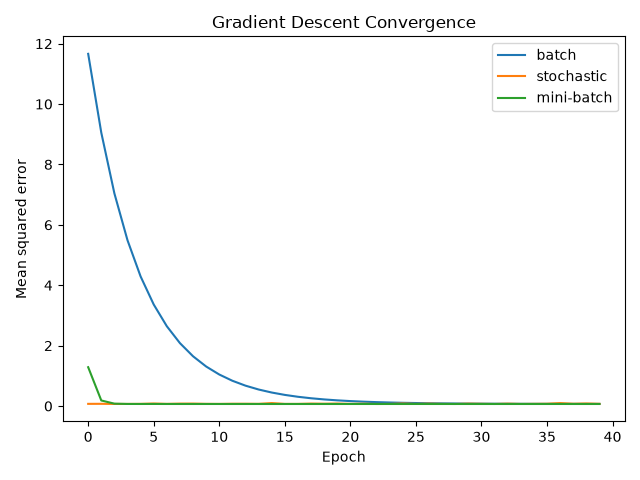 Gradient Descent Convergence
batch
stochastic
mini-batch
Mean squared error
12
10
8
6
4
2
0
0 5 10 15 20 25 30 35 40
Epoch